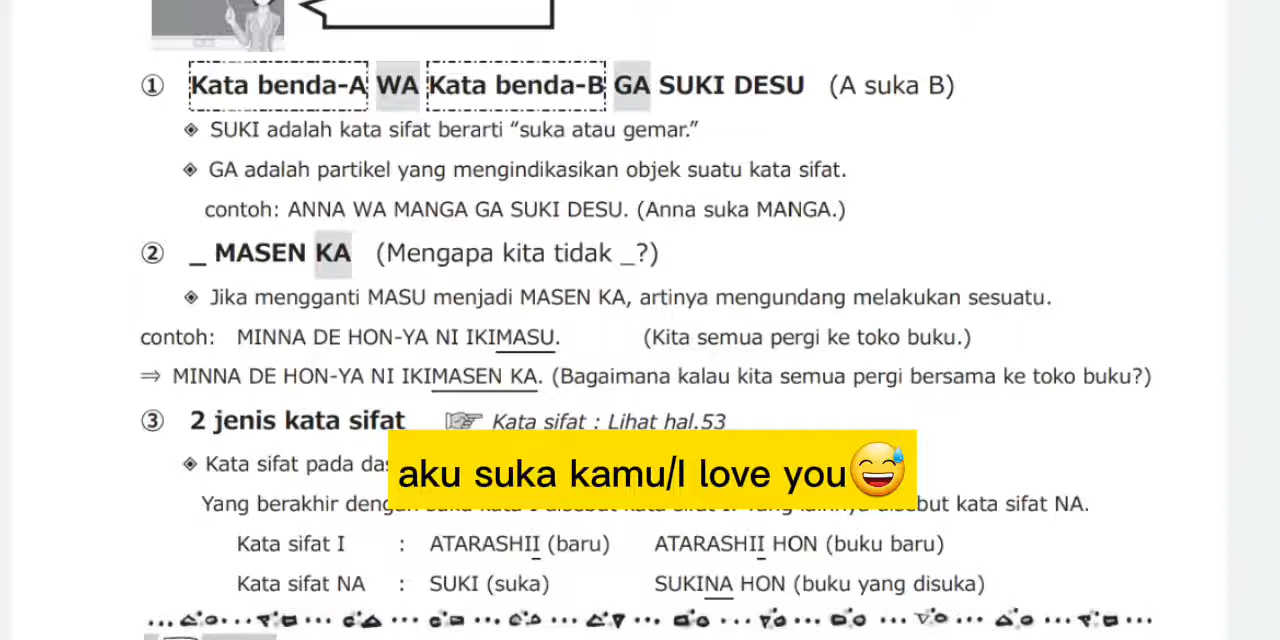 ① Kata benda-A WA Kata benda-B GA SUKI DESU (A suka B)
◈ SUKI adalah kata sifat berarti “suka atau gemar.”
◈ GA adalah partikel yang mengindikasikan objek suatu kata sifat.
contoh: ANNA WA MANGA GA SUKI DESU. (Anna suka MANGA.)
② _ MASEN KA (Mengapa kita tidak _?)
◈ Jika mengganti MASU menjadi MASEN KA, artinya mengundang melakukan sesuatu.
contoh: MINNA DE HON-YA NI IKIMASU. (Kita semua pergi ke toko buku.)
⇒ MINNA DE HON-YA NI IKIMASEN KA. (Bagaimana kalau kita semua pergi bersama ke toko buku?)
③ 2 jenis kata sifat ☞ Kata sifat : Lihat hal.53
◈ Kata sifat pada
aku suka kamu/I love you😅
Yang berakhir kata sifat NA.
Kata sifat I : ATARASHII (baru) ATARASHII HON (buku baru)
Kata sifat NA : SUKI (suka) SUKINA HON (buku yang disuka)